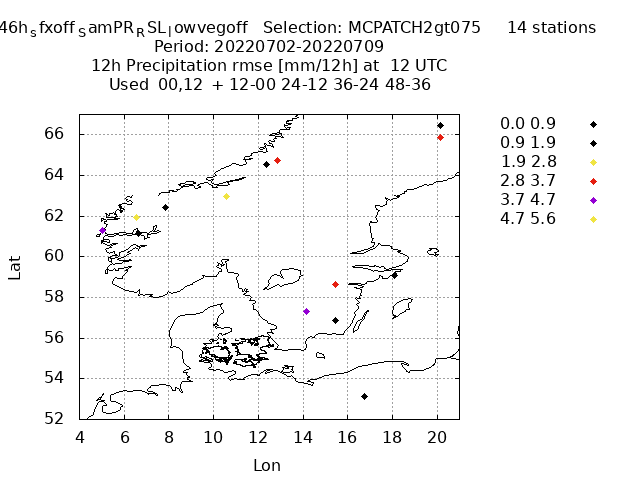 46h_sfxoff_SamPR_RSL_lowvegoff Selection: MCPATCH2gt075 14 stations
Period: 20220702-20220709
12h Precipitation rmse [mm/12h] at 12 UTC
Used 00,12 + 12-00 24-12 36-24 48-36
66
64
62
60
58
56
54
52
4 6 8 10 12 14 16 18 20
Lat
Lon
0.0 0.9
0.9 1.9
1.9 2.8
2.8 3.7
3.7 4.7
4.7 5.6